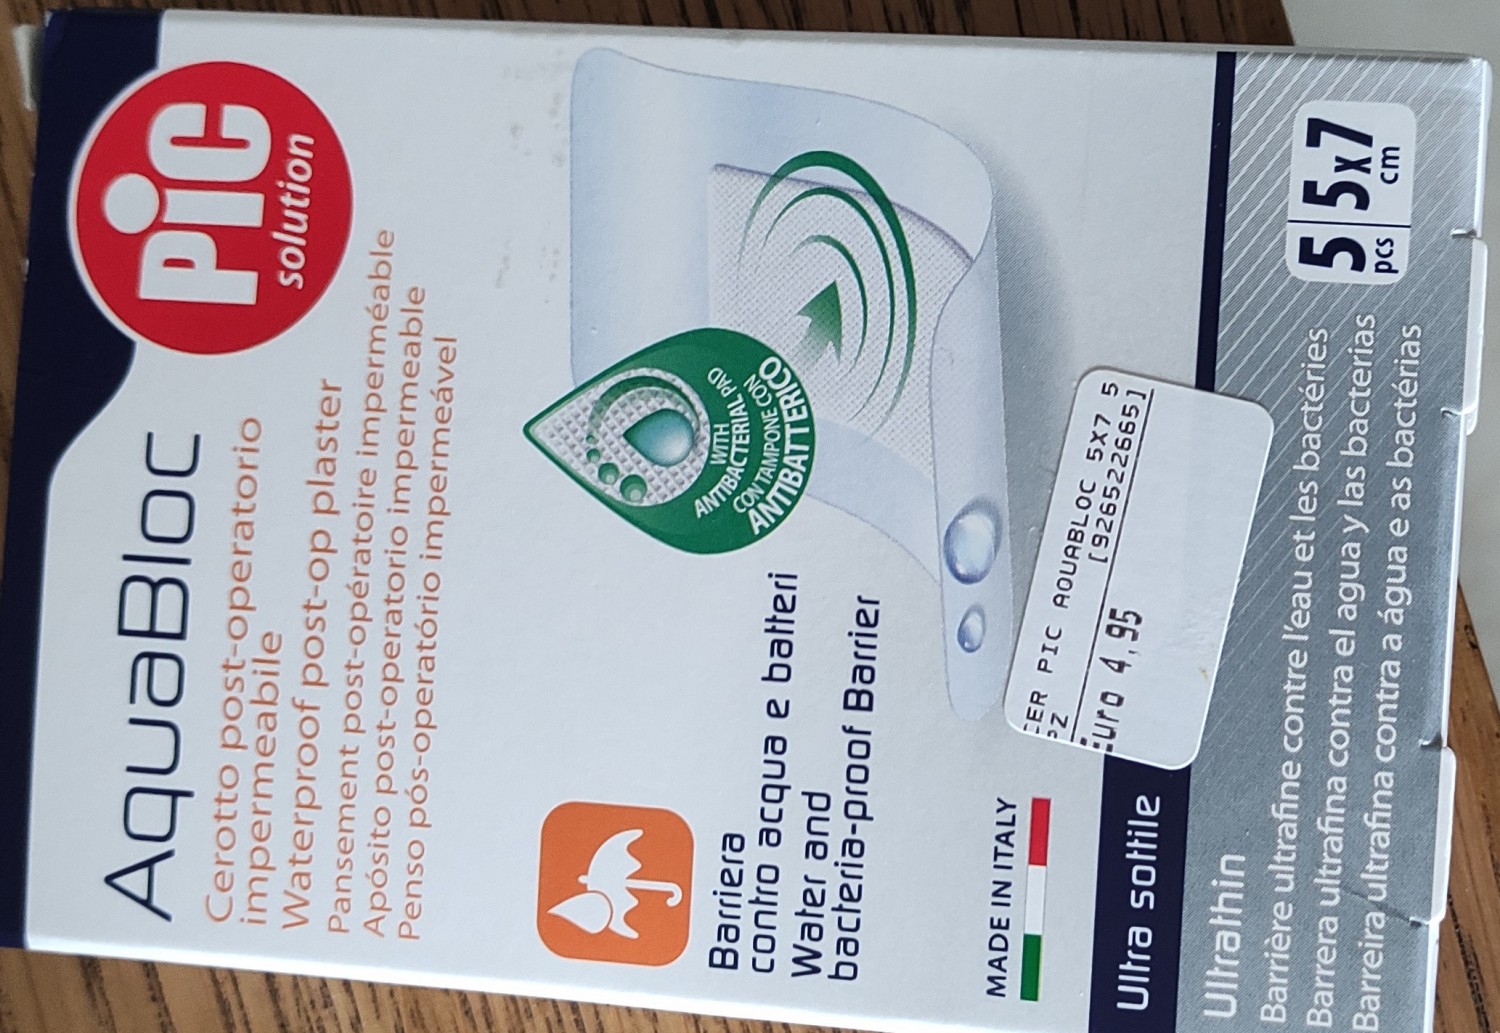 PiC
solution
AquaBloc
Cerotto post-operatorio
impermeabile
Waterproof post-op plaster
Pansement post-opératoire imperméable
Apósito post-operatorio impermeable
Penso pós-operatório impermeável
WITH
ANTIBACTERIAL PAD
CON TAMPONE CON
ANTIBATTERICO
Barriera
contro acqua e batteri
Water and
bacteria-proof Barrier
MADE IN ITALY
CER PIC AQUABLOC 5X7 5
PZ [926522665]
Euro 4,95
Ultra sottile
Ultrathin
Barrière ultrafine contre l'eau et les bactéries
Barrera ultrafina contra el agua y las bacterias
Barreira ultrafina contra a água e as bactérias
5 5x7
pcs cm